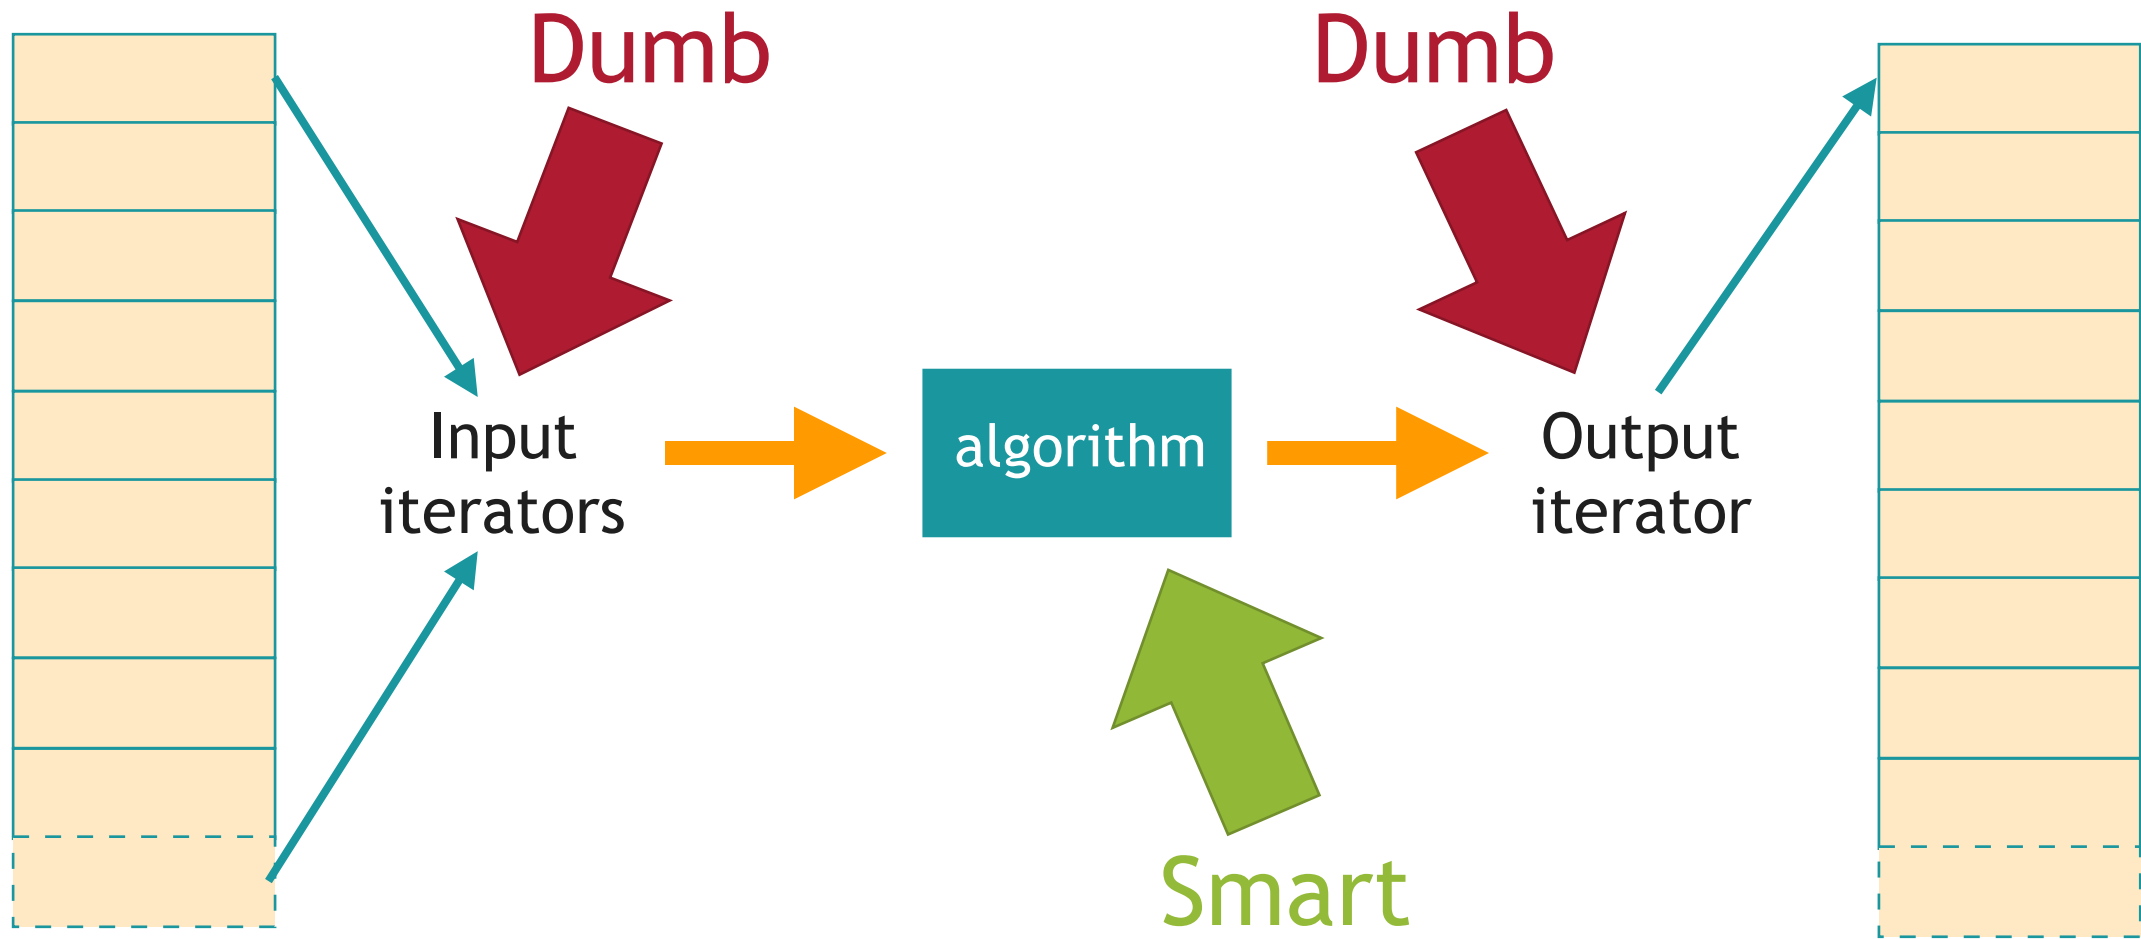 Dumb
Dumb
Input
iterators
algorithm
Output
iterator
Smart